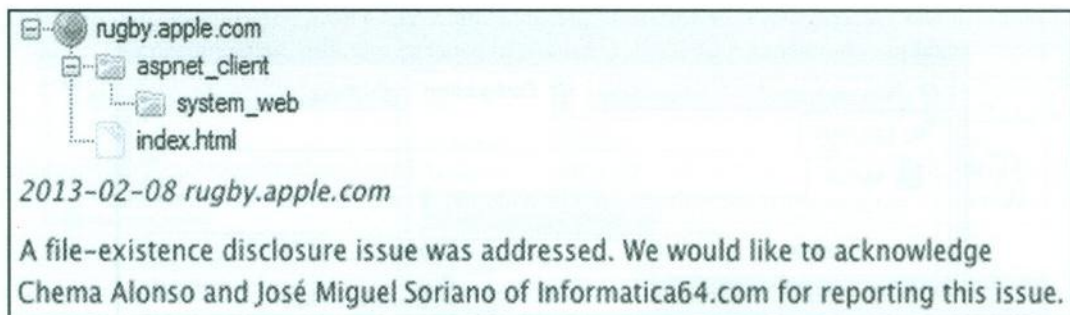 rugby.apple.com
aspnet_client
system_web
index.html
2013-02-08 rugby.apple.com
A file-existence disclosure issue was addressed. We would like to acknowledge
Chema Alonso and José Miguel Soriano of Informatica64.com for reporting this issue.